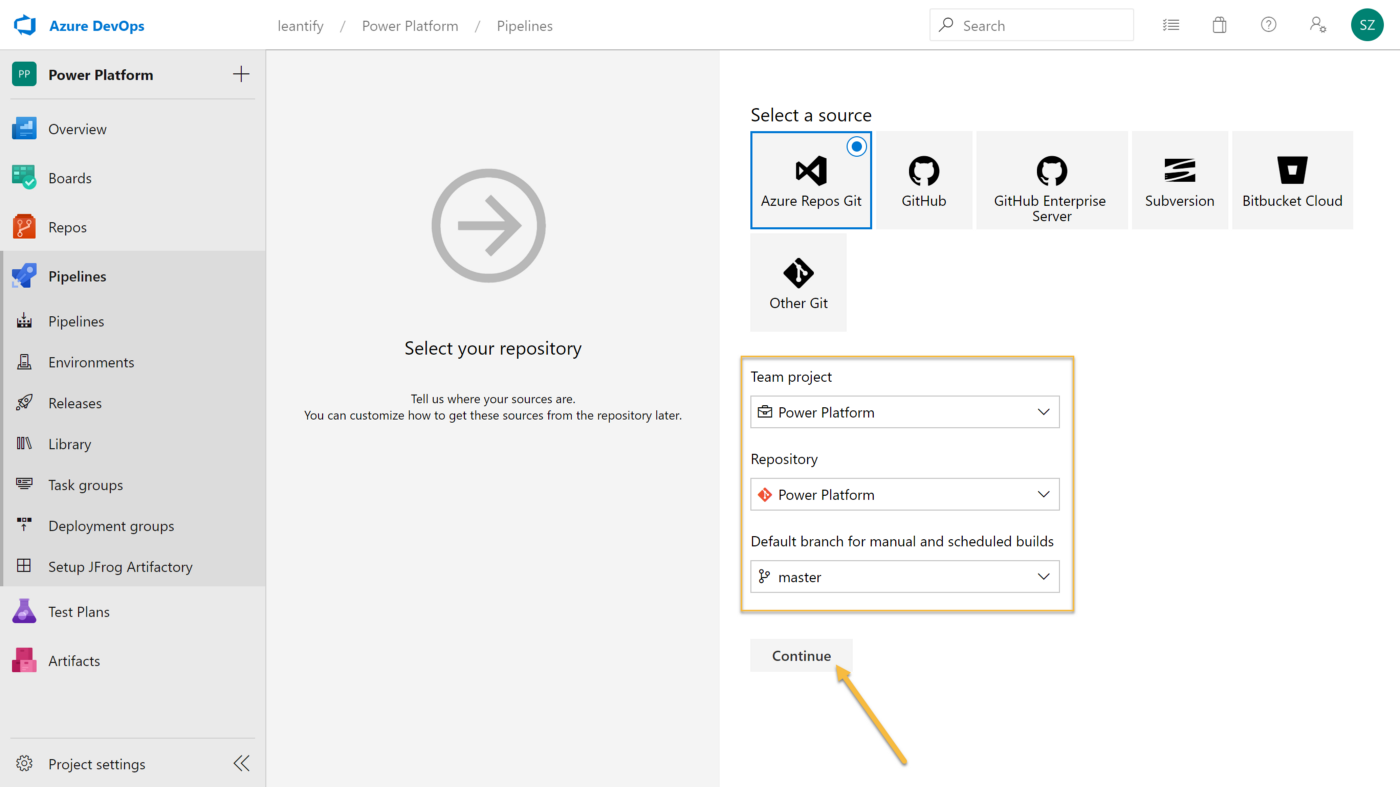 Azure DevOps
leantify / Power Platform / Pipelines
Search
SZ
PP Power Platform
Overview
Boards
Repos
Pipelines
Pipelines
Environments
Releases
Library
Task groups
Deployment groups
Setup JFrog Artifactory
Test Plans
Artifacts
Project settings
Select your repository
Tell us where your sources are.
You can customize how to get these sources from the repository later.
Select a source
Azure Repos Git
GitHub
GitHub Enterprise
Server
Subversion
Bitbucket Cloud
Other Git
Team project
Power Platform
Repository
Power Platform
Default branch for manual and scheduled builds
master
Continue